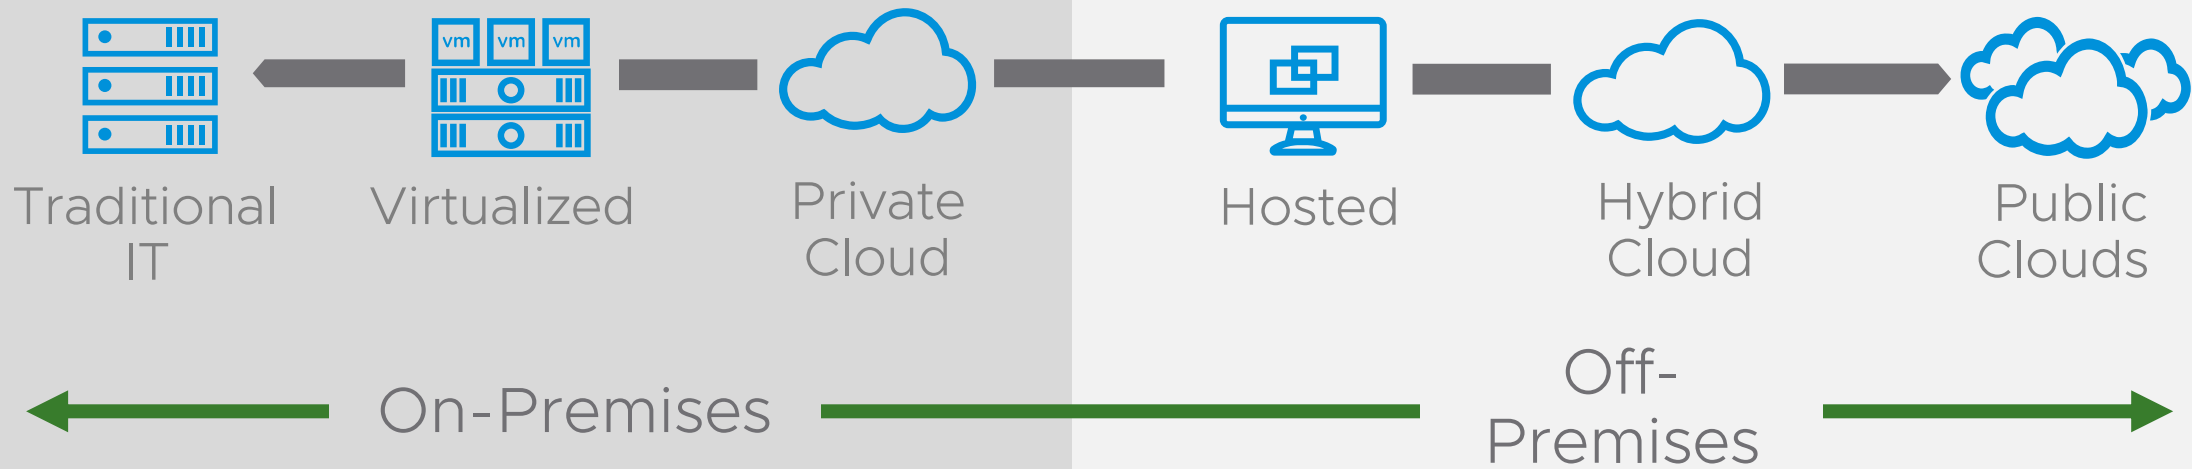 vm vm vm
Traditional
IT
Virtualized
Private
Cloud
Hosted
Hybrid
Cloud
Public
Clouds
On-Premises
Off-
Premises